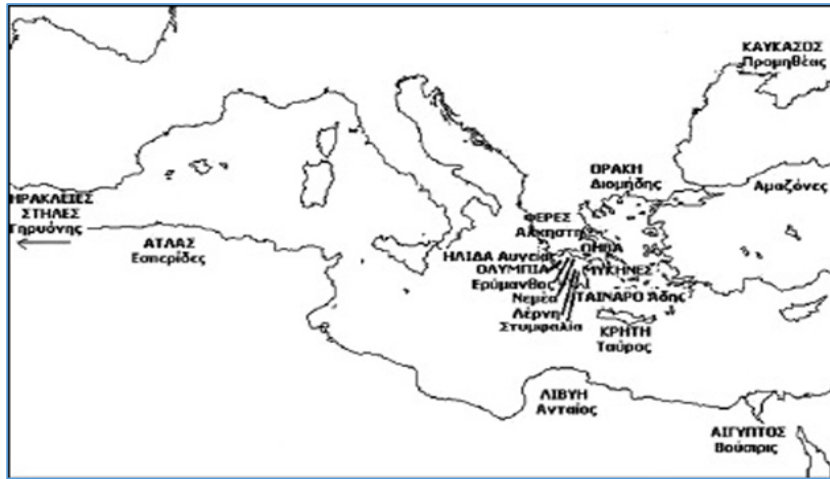 ΚΑΥΚΑΣΟΣ
Προμηθέας
ΘΡΑΚΗ
Διομήδης
Αμαζόνες
ΗΡΑΚΛΕΙΕΣ
ΣΤΗΛΕΣ
Γηρυόνης
ΑΤΛΑΣ
Εσπερίδες
ΦΕΡΕΣ
Αλκηστη
ΘΗΒΑ
ΗΛΙΔΑ Αυγείας
ΟΛΥΜΠΙΑ
ΜΥΚΗΝΕΣ
Ερύμανθος
Νεμέα
ΤΑΙΝΑΡΟ Άδης
Λέρνη
Στυμφαλία
ΚΡΗΤΗ
Ταύρος
ΛΙΒΥΗ
Ανταίος
ΑΙΓΥΠΤΟΣ
Βούσιρις